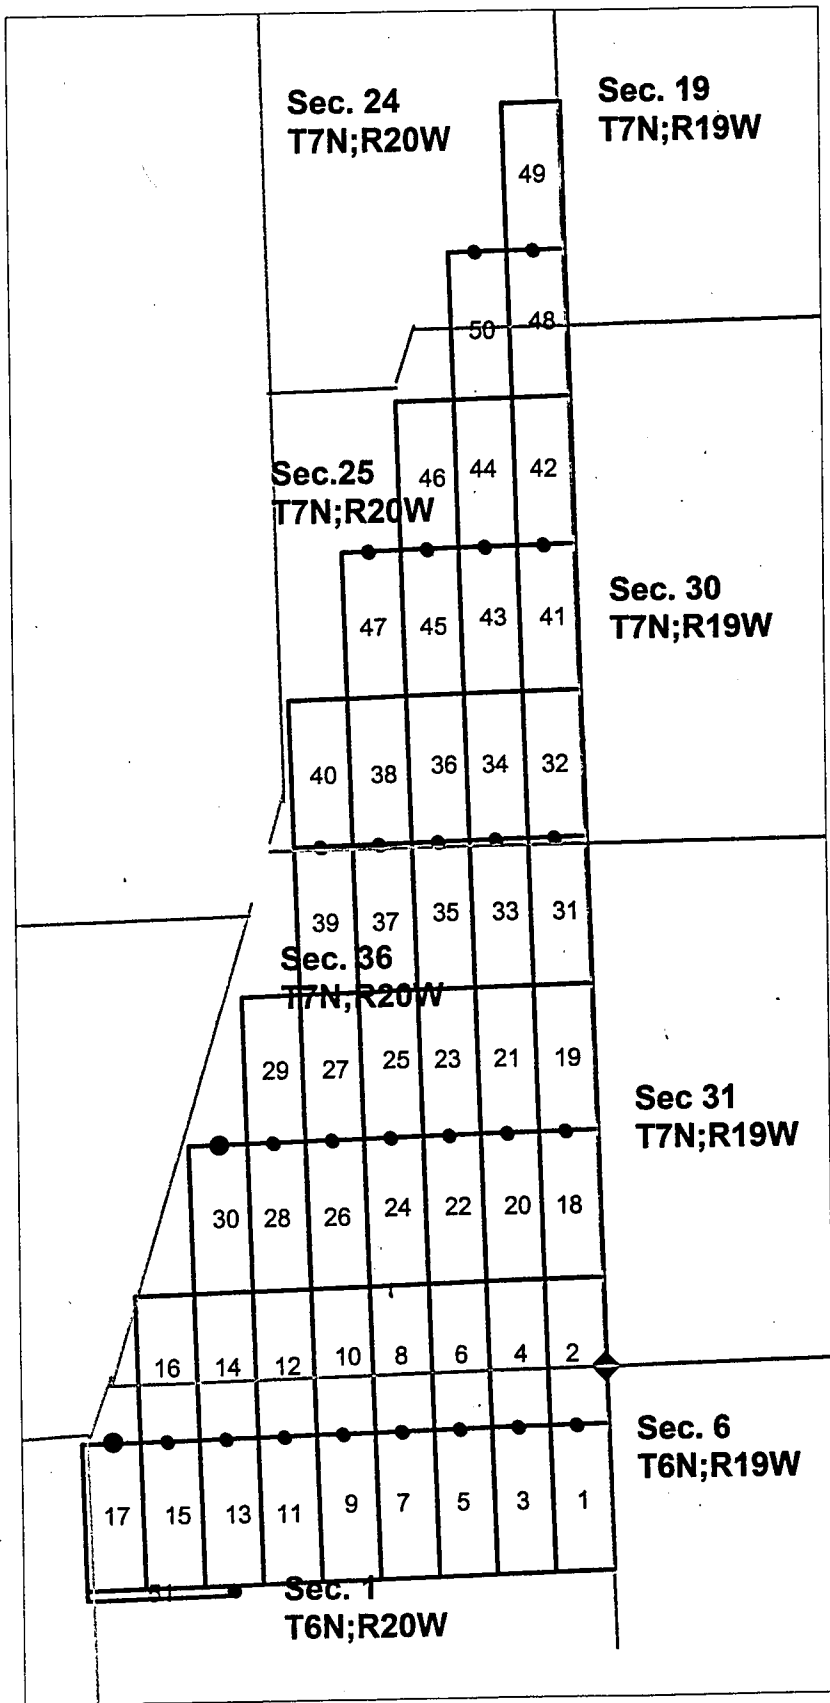 Sec. 24
T7N;R20W
Sec. 19
T7N;R19W
49
50 48
Sec.25
T7N;R20W
46 44 42
47 45 43 41
Sec. 30
T7N;R19W
40 38 36 34 32
39 37 35 33 31
Sec. 36
T7N;R20W
29 27 25 23 21 19
Sec 31
T7N;R19W
30 28 26 24 22 20 18
16 14 12 10 8 6 4 2
Sec. 6
T6N;R19W
17 15 13 11 9 7 5 3 1
51
Sec. 1
T6N;R20W